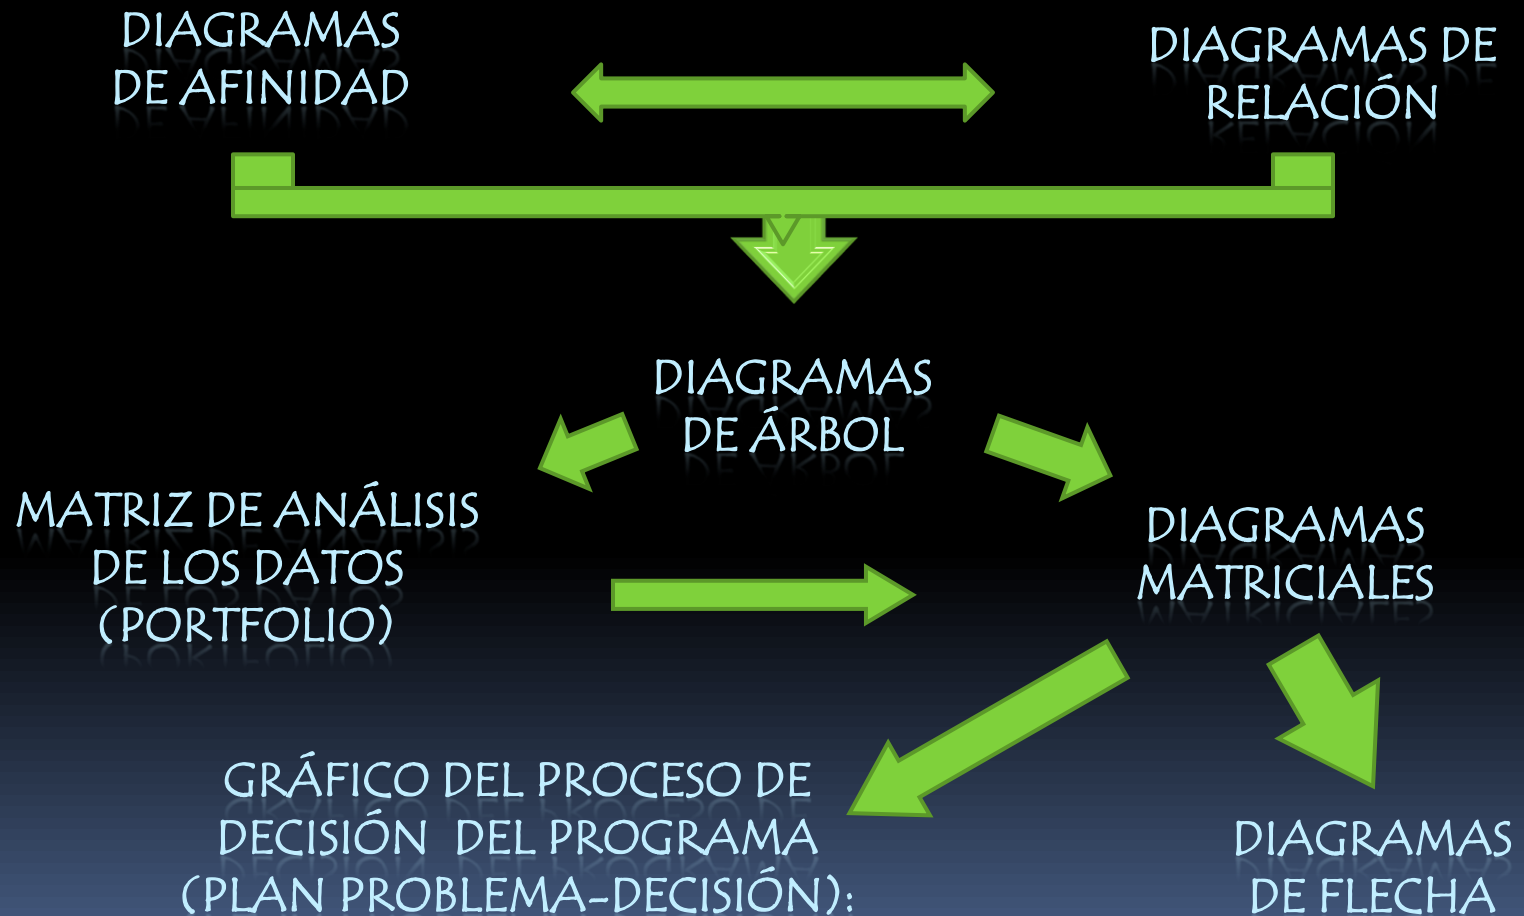 DIAGRAMAS
DE AFINIDAD
DIAGRAMAS DE
RELACIÓN
DIAGRAMAS
DE ÁRBOL
MATRIZ DE ANÁLISIS
DE LOS DATOS
(PORTFOLIO)
DIAGRAMAS
MATRICIALES
GRÁFICO DEL PROCESO DE
DECISIÓN DEL PROGRAMA
(PLAN PROBLEMA-DECISIÓN):
DIAGRAMAS
DE FLECHA